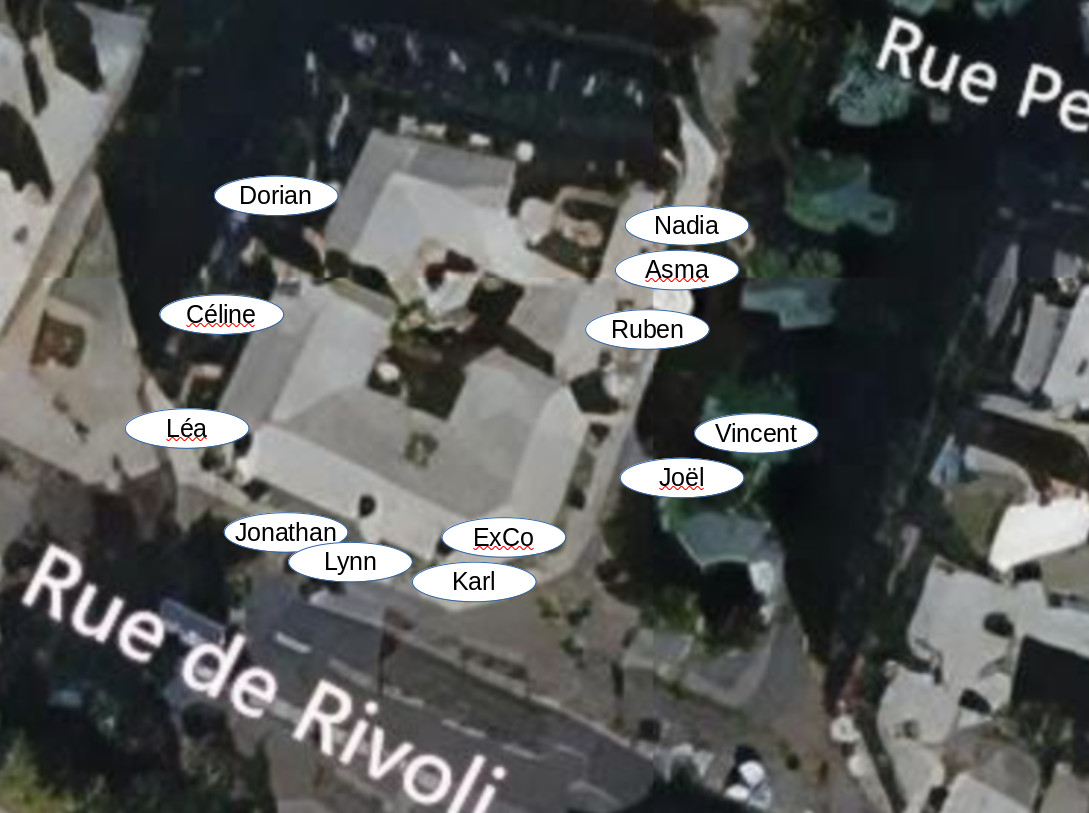 Rue Pe
Dorian
Nadia
Asma
Céline
Ruben
Léa
Vincent
Joël
Jonathan
ExCo
Lynn
Karl
Rue de Rivoli